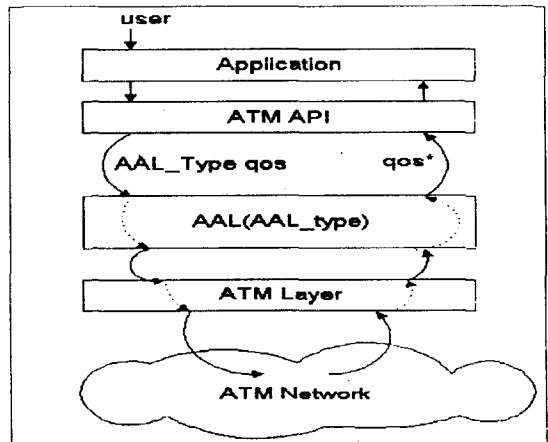 user
Application
ATM API
AAL_Type qos
qos*
AAL(AAL_type)
ATM Layer
ATM Network